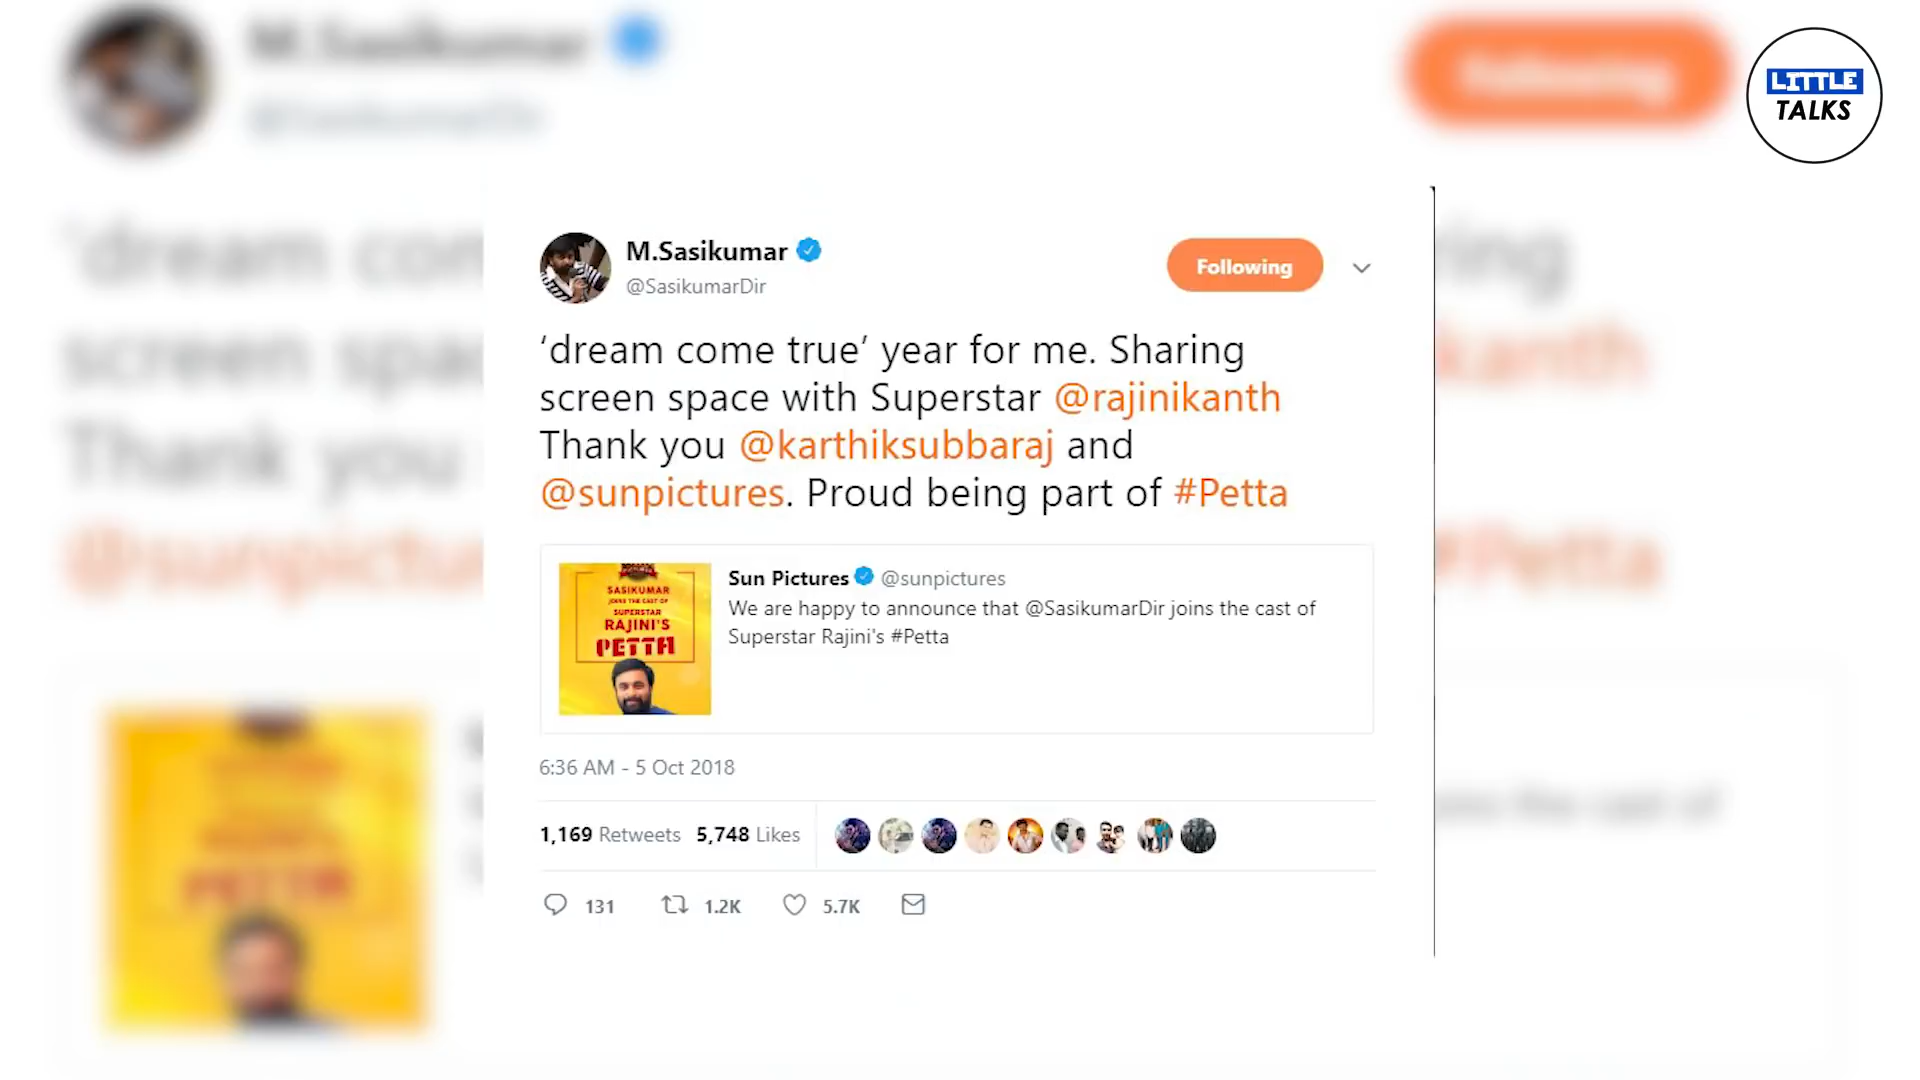 LITTLE
TALKS
M.Sasikumar
@SasikumarDir
Following
‘dream come true’ year for me. Sharing
screen space with Superstar @rajinikanth
Thank you @karthiksubbaraj and
@sunpictures. Proud being part of #Petta
SASIKUMAR
JOINS THE CAST OF
SUPERSTAR
RAJINI'S
PETTA
Sun Pictures @sunpictures
We are happy to announce that @SasikumarDir joins the cast of
Superstar Rajini's #Petta
6:36 AM - 5 Oct 2018
1,169 Retweets 5,748 Likes
131 1.2K 5.7K